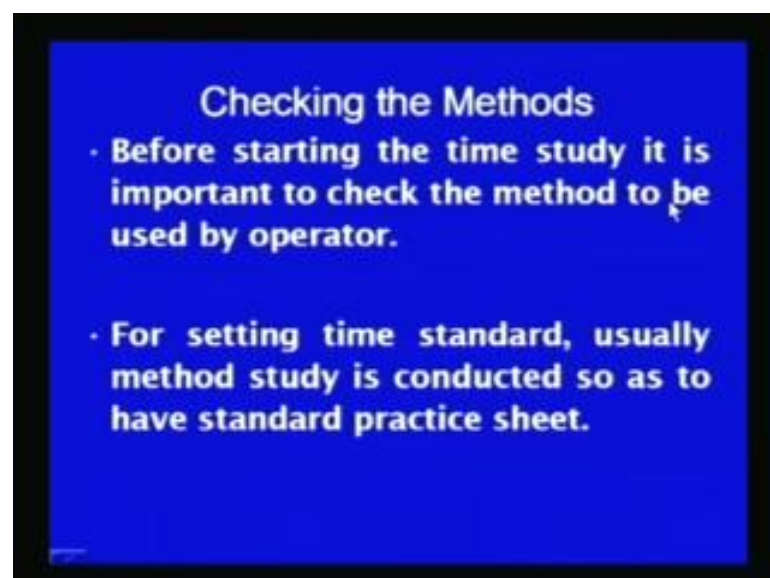 Checking the Methods
· Before starting the time study it is
important to check the method to be
used by operator.
· For setting time standard, usually
method study is conducted so as to
have standard practice sheet.